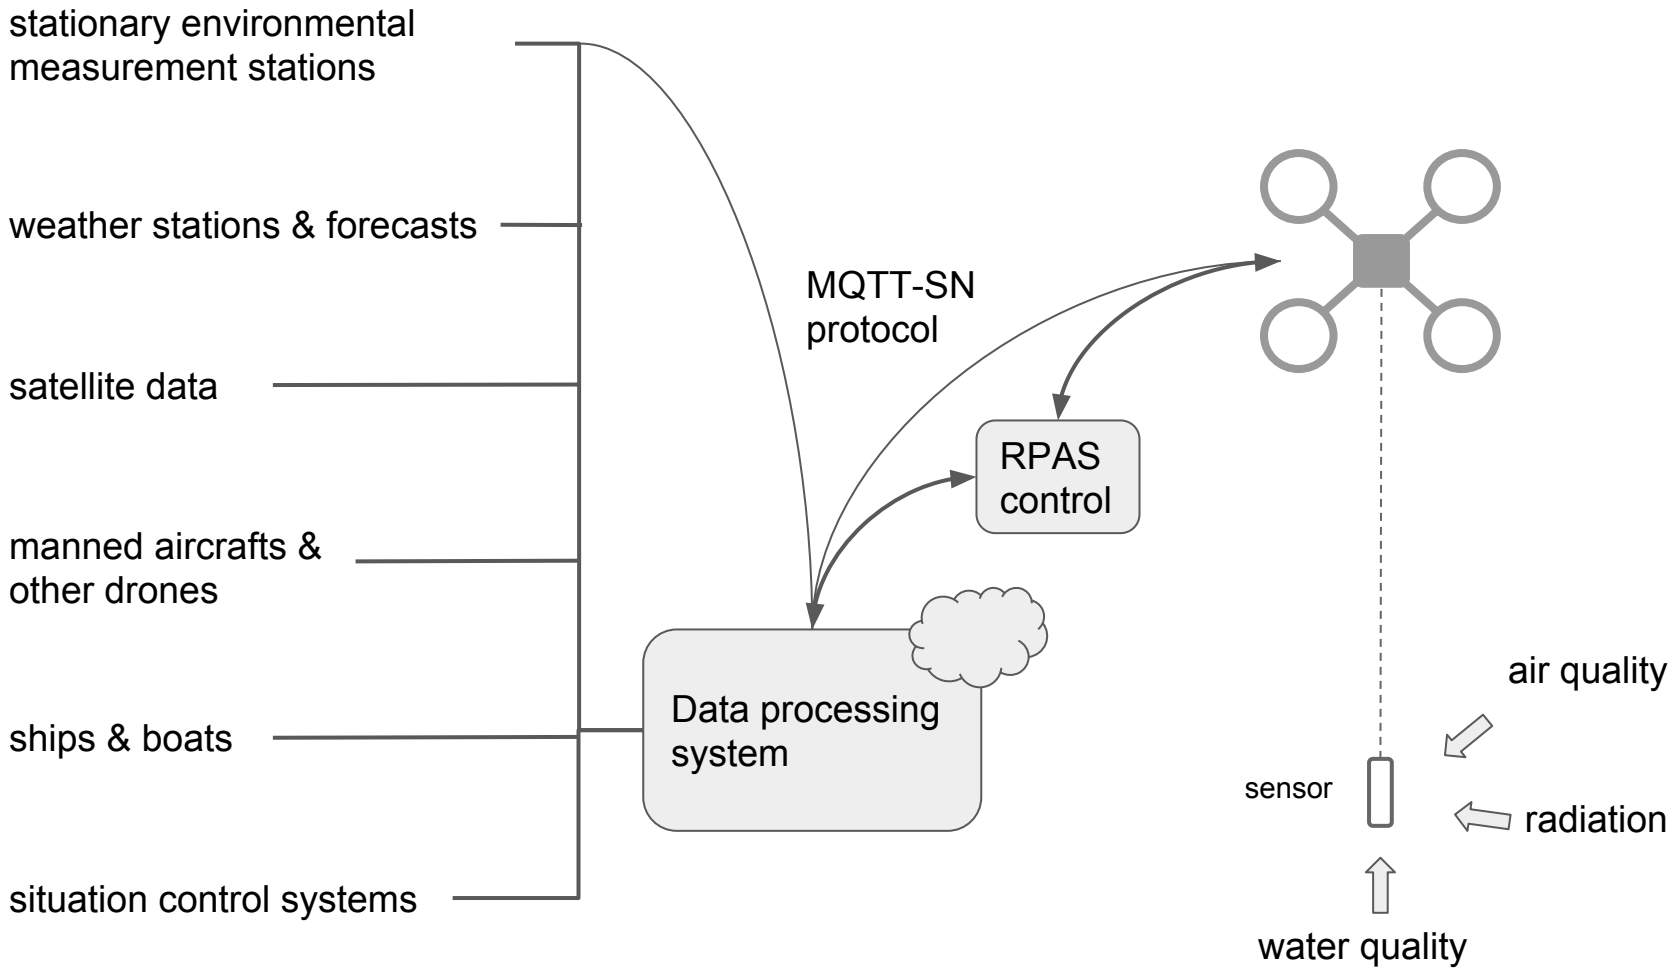 stationary environmental
measurement stations
weather stations & forecasts
satellite data
manned aircrafts &
other drones
ships & boats
situation control systems
MQTT-SN
protocol
RPAS
control
Data processing
system
sensor
air quality
radiation
water quality